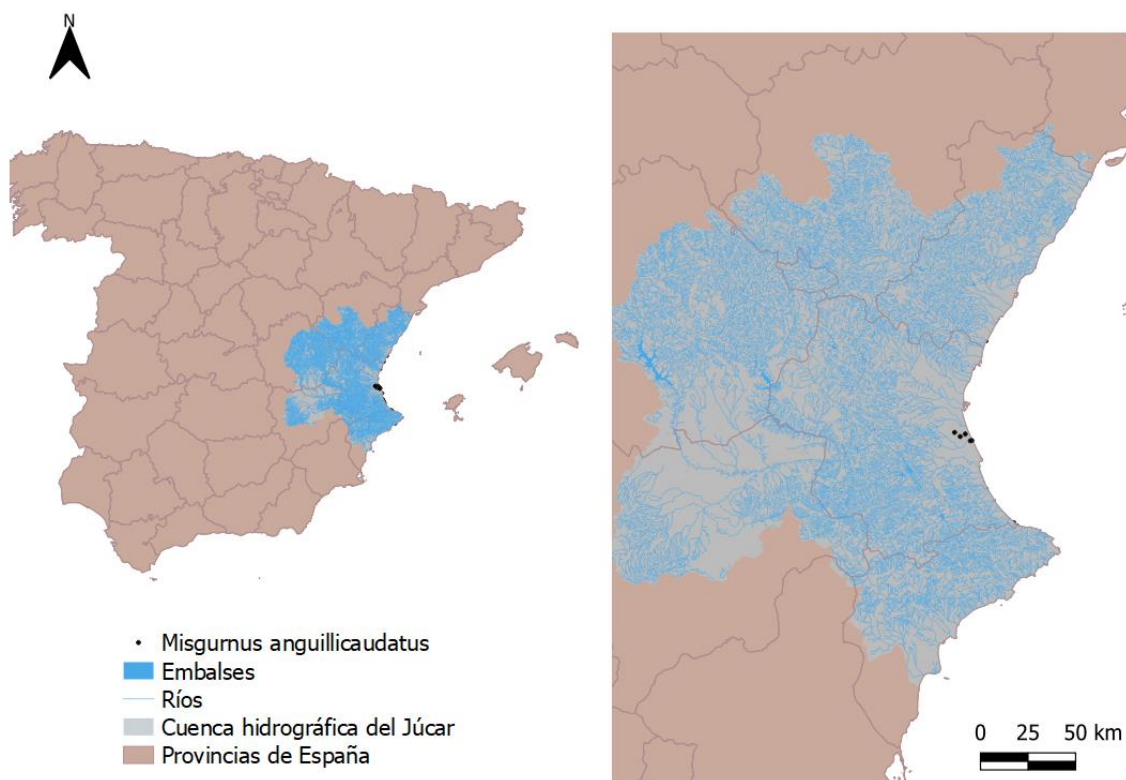 N
Misgurnus anguillicaudatus
Embalses
Ríos
Cuenca hidrográfica del Júcar
Provincias de España
0 25 50 km